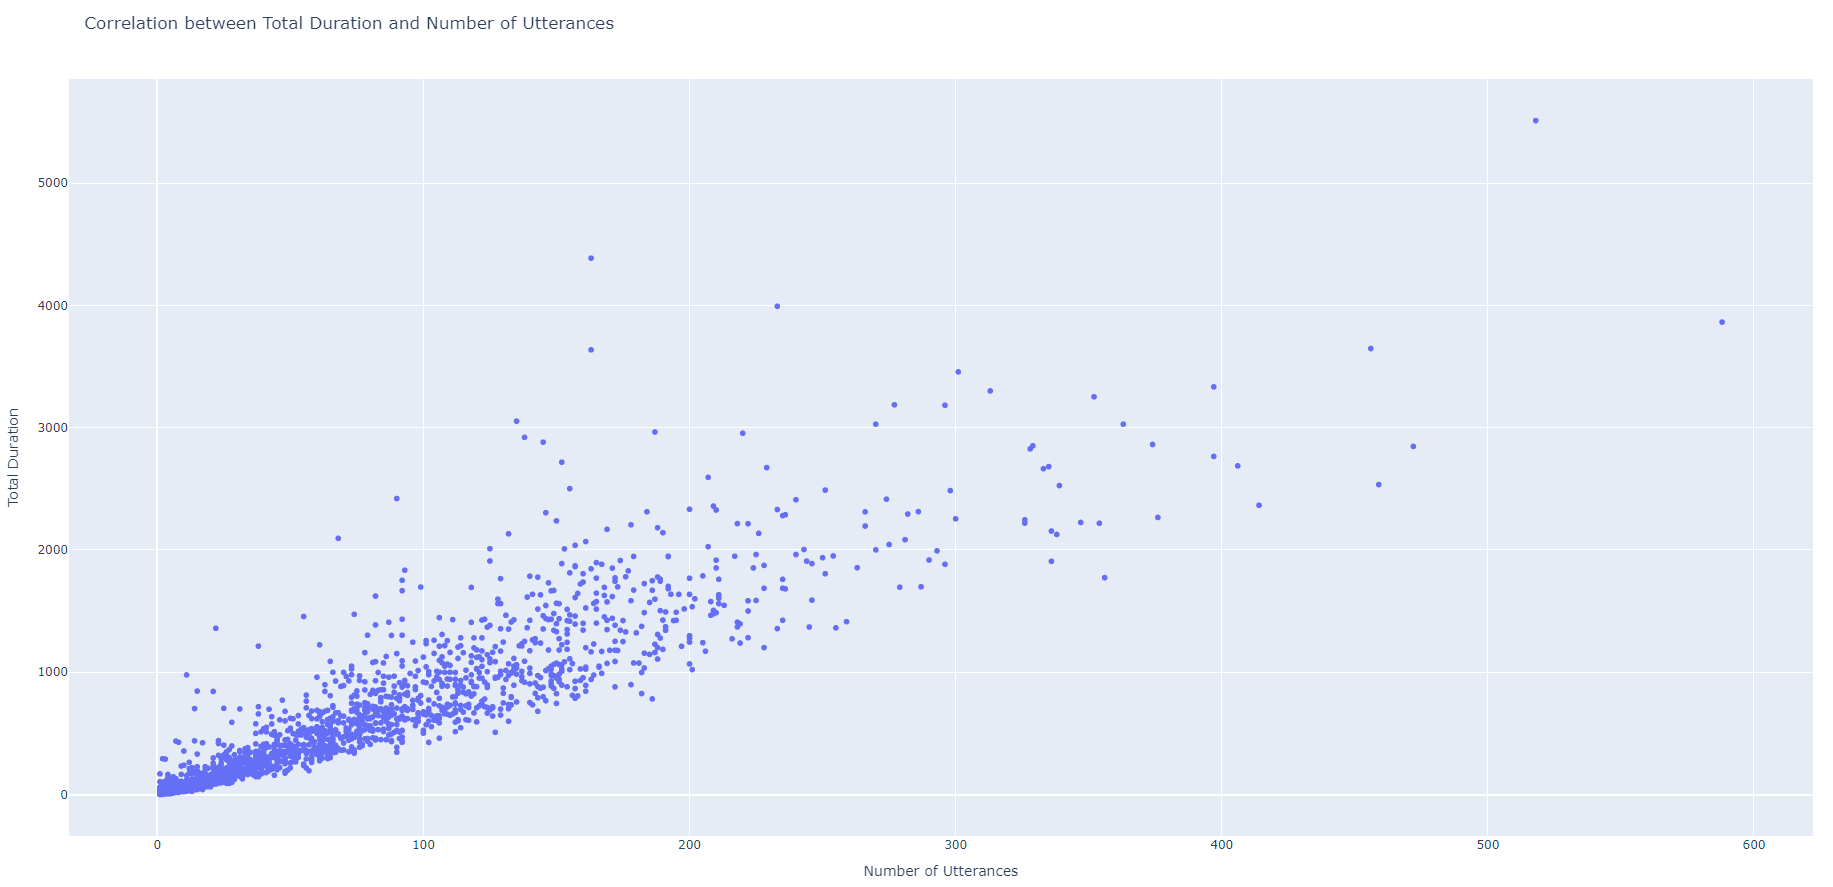 Correlation between Total Duration and Number of Utterances
5000
4000
3000
2000
1000
0
Total Duration
0 100 200 300 400 500 600
Number of Utterances